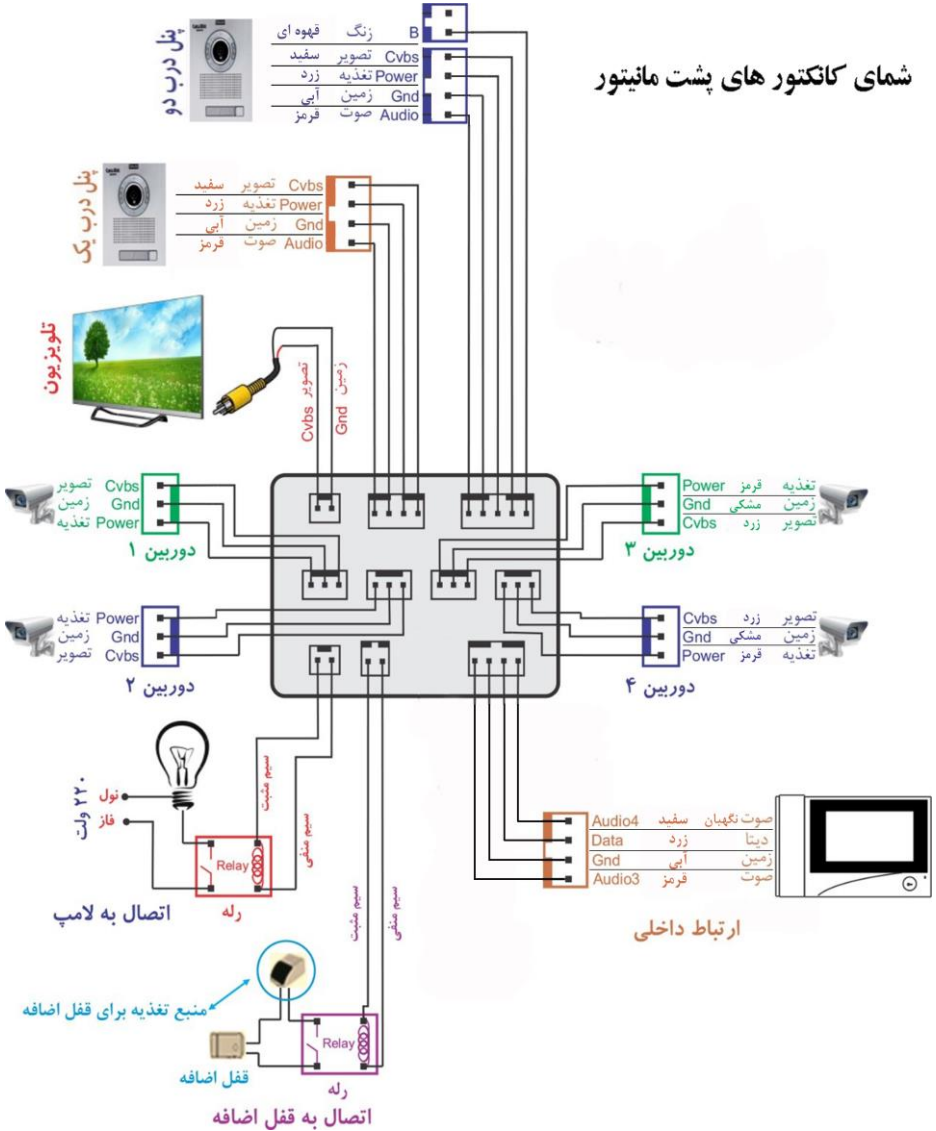 شمای کانکتور های پشت مانیتور
پنل درب دو
B زنگ قهوه ای
Cvbs تصویر سفید
Power تغذیه زرد
Gnd زمین آبی
Audio صوت قرمز
پنل درب یک
Cvbs تصویر سفید
Power تغذیه زرد
Gnd زمین آبی
Audio صوت قرمز
تلویزیون
Cvbs تصویر
Gnd زمین
Cvbs تصویر
Gnd زمین
Power تغذیه
دوربین ۱
Power قرمز تغذیه
Gnd مشکی زمین
Cvbs زرد تصویر
دوربین ۳
Power تغذیه
Gnd زمین
Cvbs تصویر
دوربین ۲
Cvbs زرد تصویر
Gnd مشکی زمین
Power قرمز تغذیه
دوربین ۴
۲۲۰ ولت
نول
فاز
Relay
رله
سیم مثبت
سیم منفی
اتصال به لامپ
Audio4 سفید صوت نگهبان
Data زرد دیتا
Gnd آبی زمین
Audio3 قرمز صوت
ارتباط داخلی
سیم مثبت
سیم منفی
منبع تغذیه برای قفل اضافه
Relay
قفل اضافه
رله
اتصال به قفل اضافه